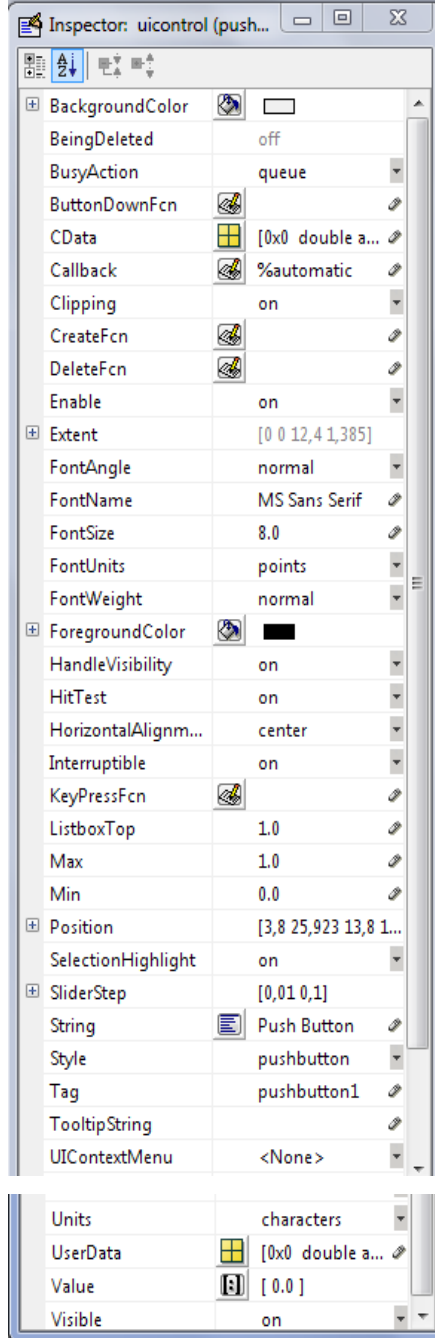 Inspector: uicontrol (push...
BackgroundColor
BeingDeleted off
BusyAction queue
ButtonDownFcn
CData [0x0 double a...
Callback %automatic
Clipping on
CreateFcn
DeleteFcn
Enable on
Extent [0 0 12,4 1,385]
FontAngle normal
FontName MS Sans Serif
FontSize 8.0
FontUnits points
FontWeight normal
ForegroundColor
HandleVisibility on
HitTest on
HorizontalAlignm... center
Interruptible on
KeyPressFcn
ListboxTop 1.0
Max 1.0
Min 0.0
Position [3,8 25,923 13,8 1...
SelectionHighlight on
SliderStep [0,01 0,1]
String Push Button
Style pushbutton
Tag pushbutton1
TooltipString
UIContextMenu <None>
Units characters
UserData [0x0 double a...
Value [ 0.0 ]
Visible on